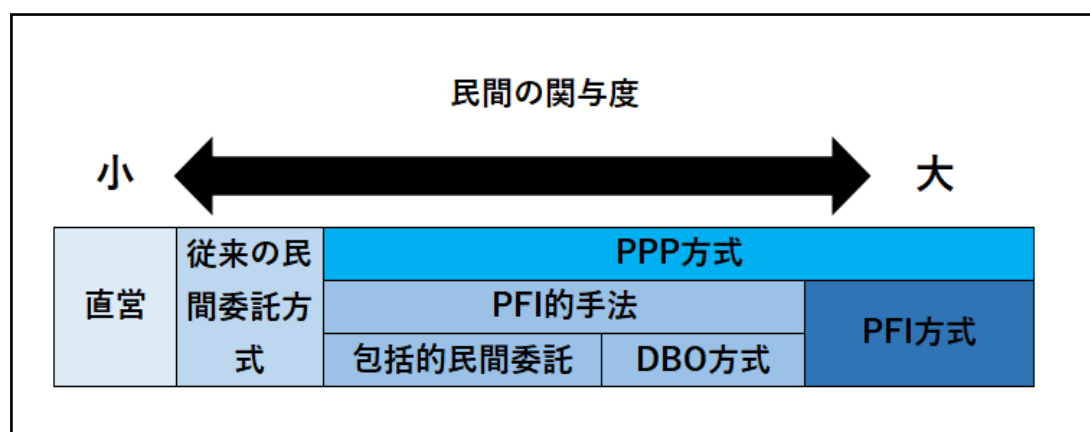 民間の関与度
小
大
直営
従来の民
間委託方
式
PPP方式
PFI的手法
包括的民間委託
DBO方式
PFI方式